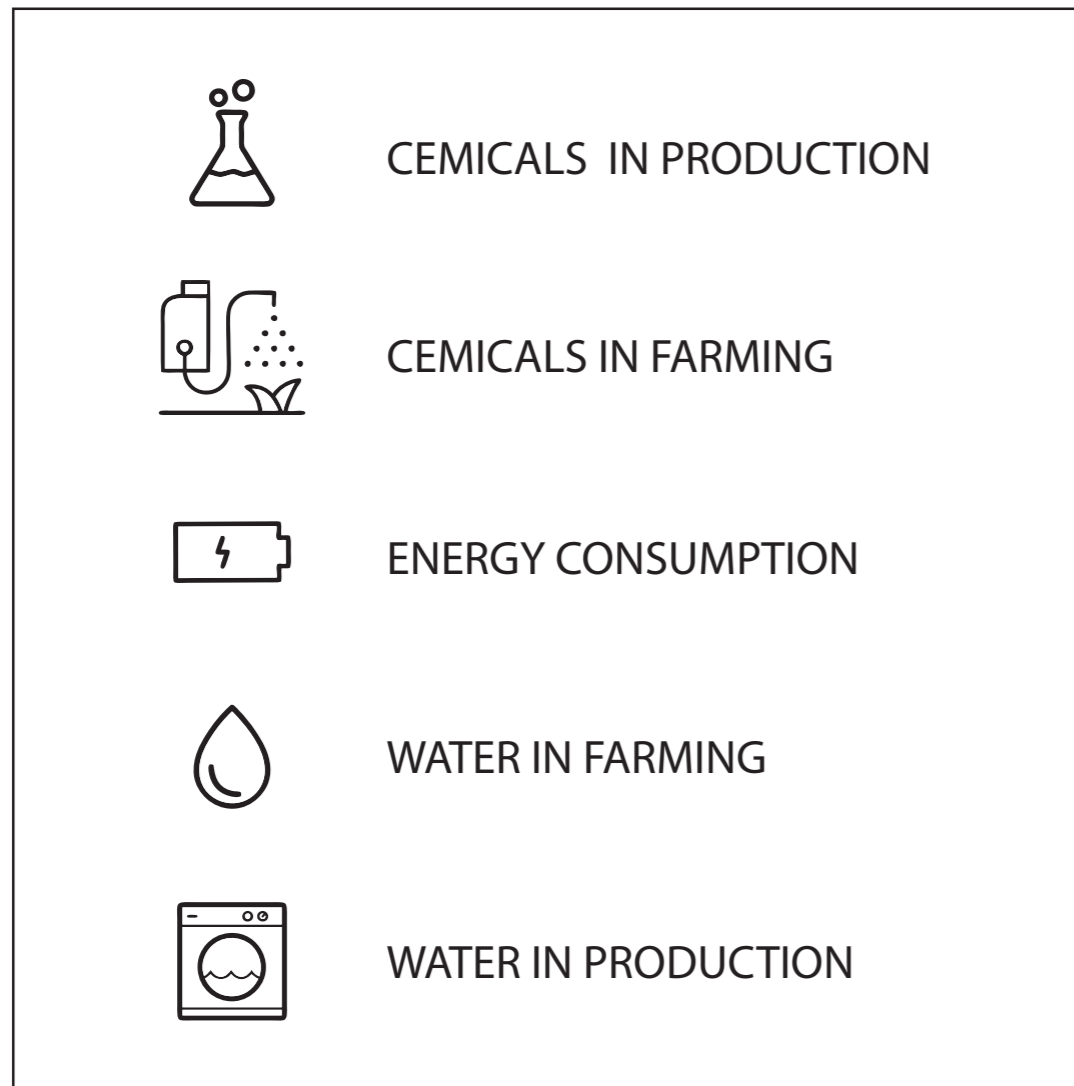 CEMICALS  IN PRODUCTION
CEMICALS IN FARMING
ENERGY CONSUMPTION
WATER IN FARMING
WATER IN PRODUCTION